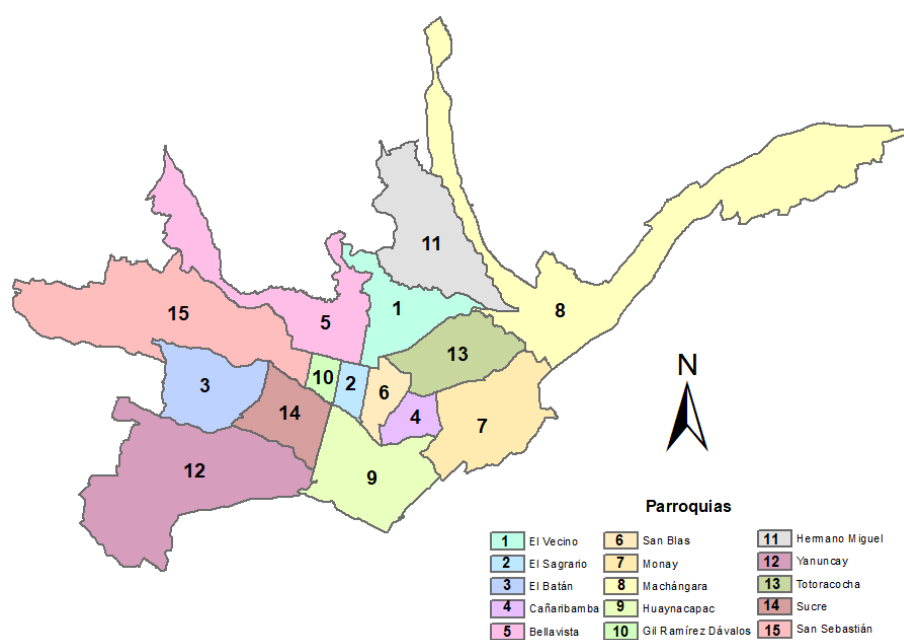 11
8
15
5
1
N
13
10
2
3
6
14
4
7
12
9
Parroquias
1 El Vecino
2 El Sagrario
3 El Batán
4 Cañaribamba
5 Bellavista
6 San Blas
7 Monay
8 Machángara
9 Huaynacapac
10 Gil Ramírez Dávalos
11 Hermano Miguel
12 Yanuncay
13 Totoracocha
14 Sucre
15 San Sebastián